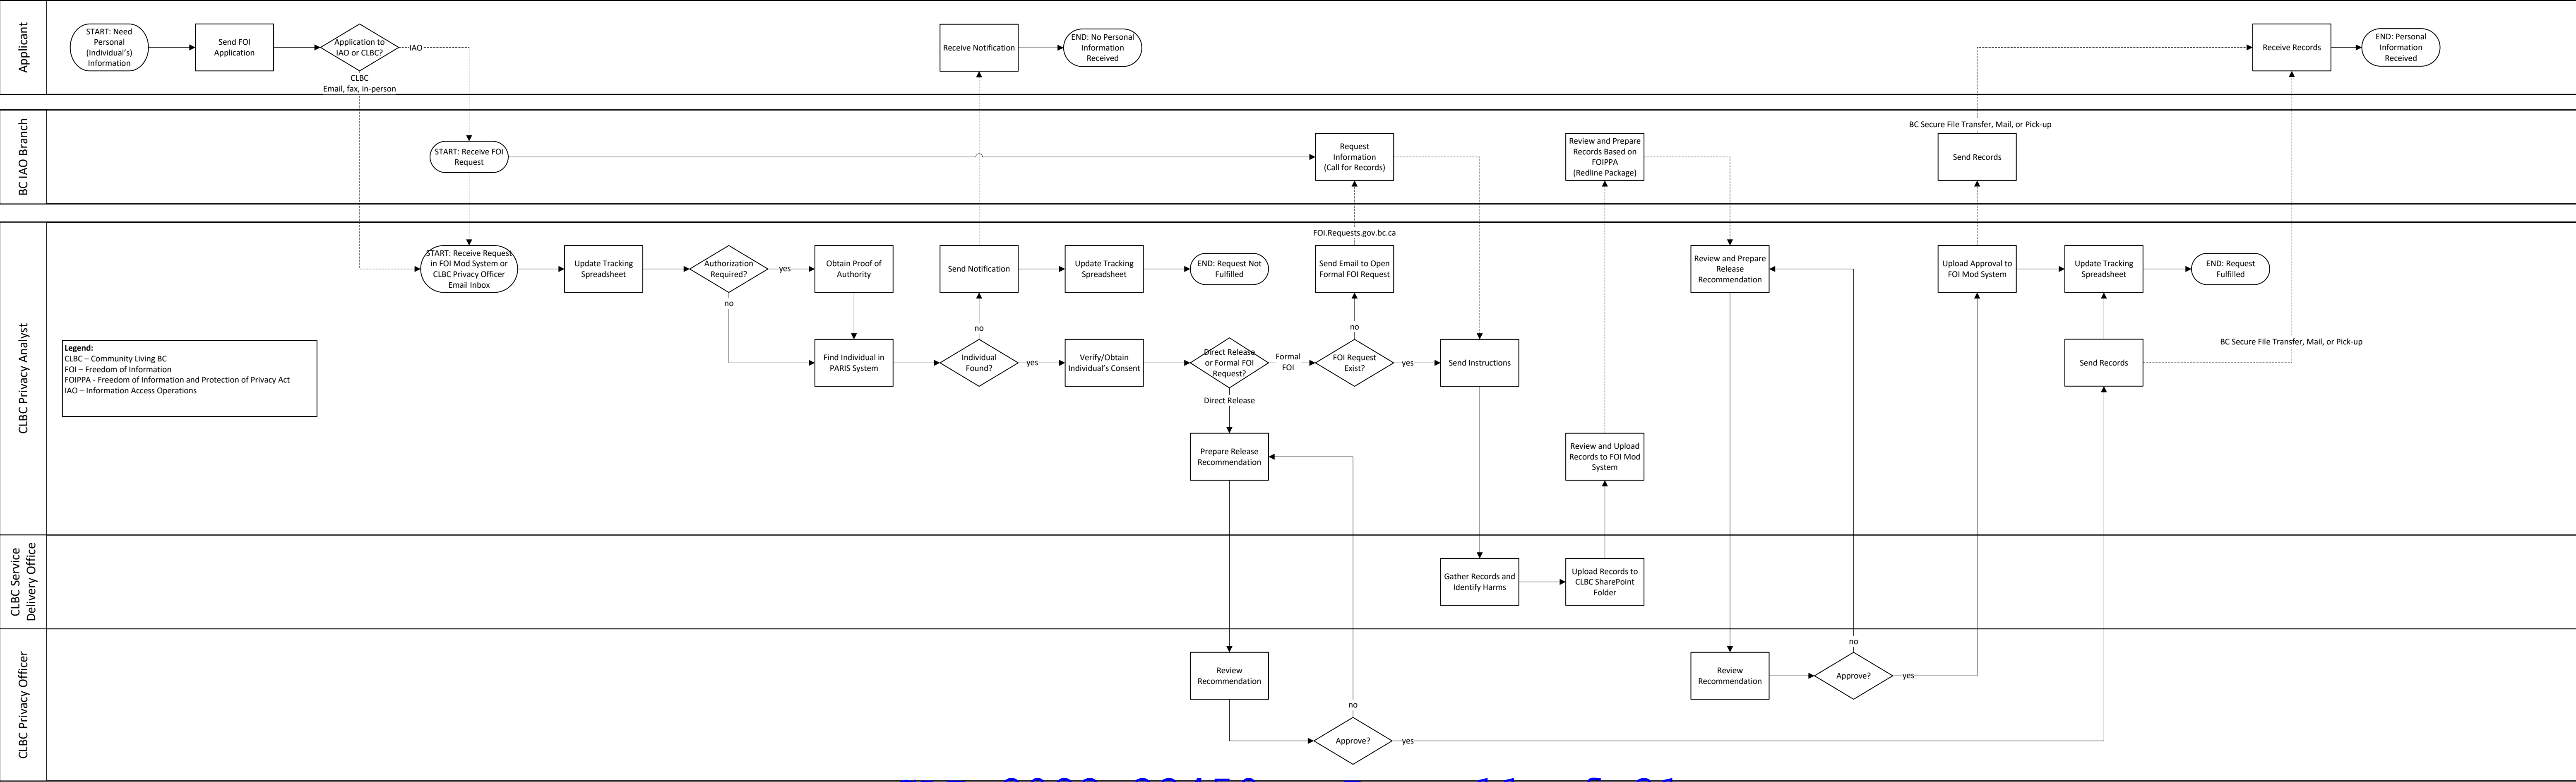 Applicant
START: Need
Personal
(Individual's)
Information
Send FOI
Application
Application to
IAO or CLBC?
IAO
CLBC
Email, fax, in-person
Receive Notification
END: No Personal
Information
Received
Receive Records
END: Personal
Information
Received
BC IAO Branch
START: Receive FOI
Request
Request
Information
(Call for Records)
Review and Prepare
Records Based on
FOIPPA
(Redline Package)
BC Secure File Transfer, Mail, or Pick-up
Send Records
CLBC Privacy Analyst
START: Receive Request
in FOI Mod System or
CLBC Privacy Officer
Email Inbox
Update Tracking
Spreadsheet
Authorization
Required?
yes
no
Obtain Proof of
Authority
Send Notification
Update Tracking
Spreadsheet
END: Request Not
Fulfilled
FOI.Requests.gov.bc.ca
Send Email to Open
Formal FOI Request
Review and Prepare
Release
Recommendation
Upload Approval to
FOI Mod System
Update Tracking
Spreadsheet
END: Request
Fulfilled
Legend:
CLBC – Community Living BC
FOI – Freedom of Information
FOIPPA - Freedom of Information and Protection of Privacy Act
IAO – Information Access Operations
Find Individual in
PARIS System
no
Individual
Found?
yes
Verify/Obtain
Individual's Consent
Direct Release
or Formal FOI
Request?
Formal
FOI
Direct Release
no
FOI Request
Exist?
yes
Send Instructions
Send Records
BC Secure File Transfer, Mail, or Pick-up
Prepare Release
Recommendation
Review and Upload
Records to FOI Mod
System
CLBC Service
Delivery Office
Gather Records and
Identify Harms
Upload Records to
CLBC SharePoint
Folder
CLBC Privacy Officer
Review
Recommendation
no
Approve?
yes
Review
Recommendation
no
Approve?
yes